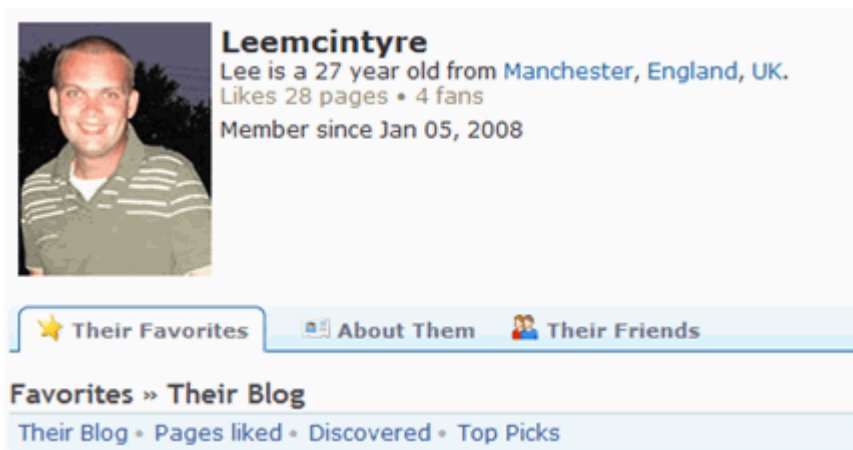 Leemcintyre
Lee is a 27 year old from Manchester, England, UK.
Likes 28 pages • 4 fans
Member since Jan 05, 2008
Their Favorites About Them Their Friends
Favorites » Their Blog
Their Blog • Pages liked • Discovered • Top Picks